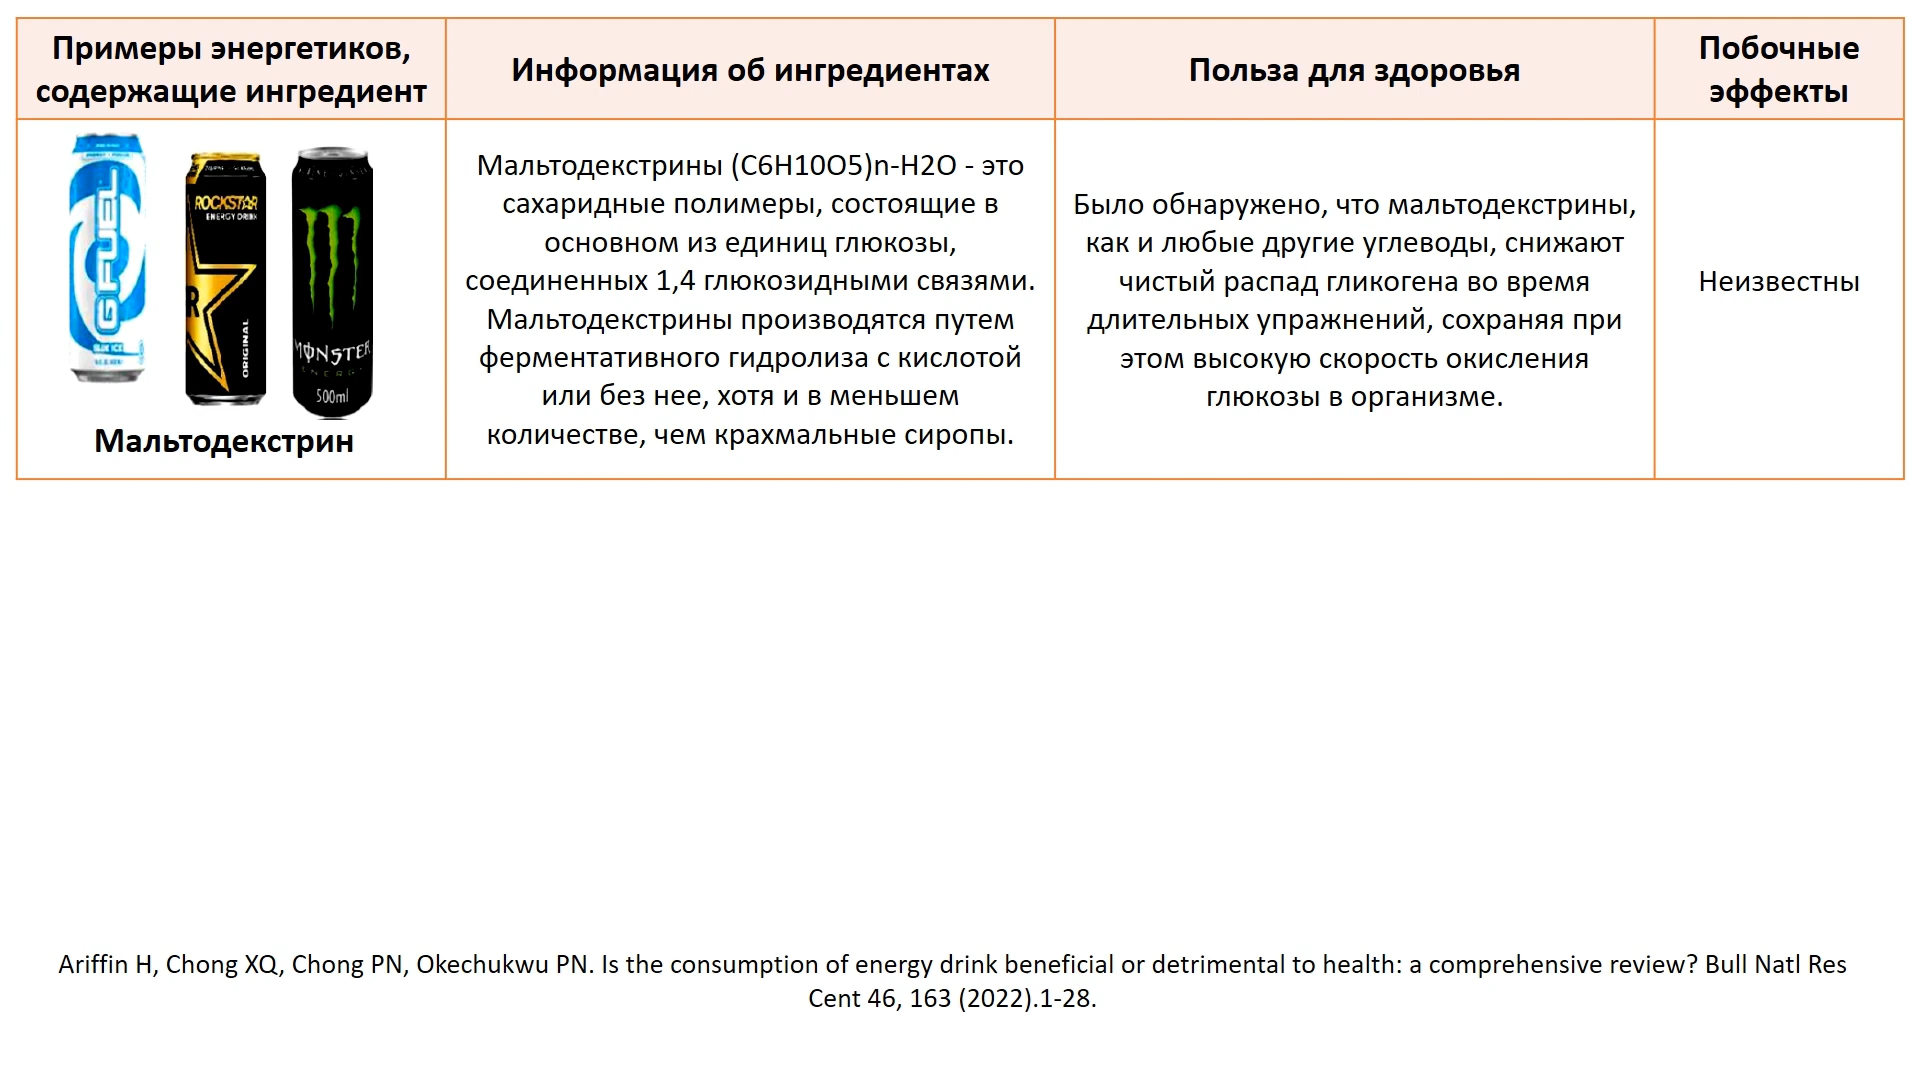 Примеры энергетиков,
содержащие ингредиент
Информация об ингредиентах
Польза для здоровья
Побочные
эффекты
GFUEL
ROCKSTAR
ENERGY DRINK
R
ORIGINAL
MONSTER
ENERGY
500ml
Мальтодекстрин
Мальтодекстрины (C6H10O5)n-H2O - это
сахаридные полимеры, состоящие в
основном из единиц глюкозы,
соединенных 1,4 глюкозидными связями.
Мальтодекстрины производятся путем
ферментативного гидролиза с кислотой
или без нее, хотя и в меньшем
количестве, чем крахмальные сиропы.
Было обнаружено, что мальтодекстрины,
как и любые другие углеводы, снижают
чистый распад гликогена во время
длительных упражнений, сохраняя при
этом высокую скорость окисления
глюкозы в организме.
Неизвестны
Ariffin H, Chong XQ, Chong PN, Okechukwu PN. Is the consumption of energy drink beneficial or detrimental to health: a comprehensive review? Bull Natl Res
Cent 46, 163 (2022).1-28.